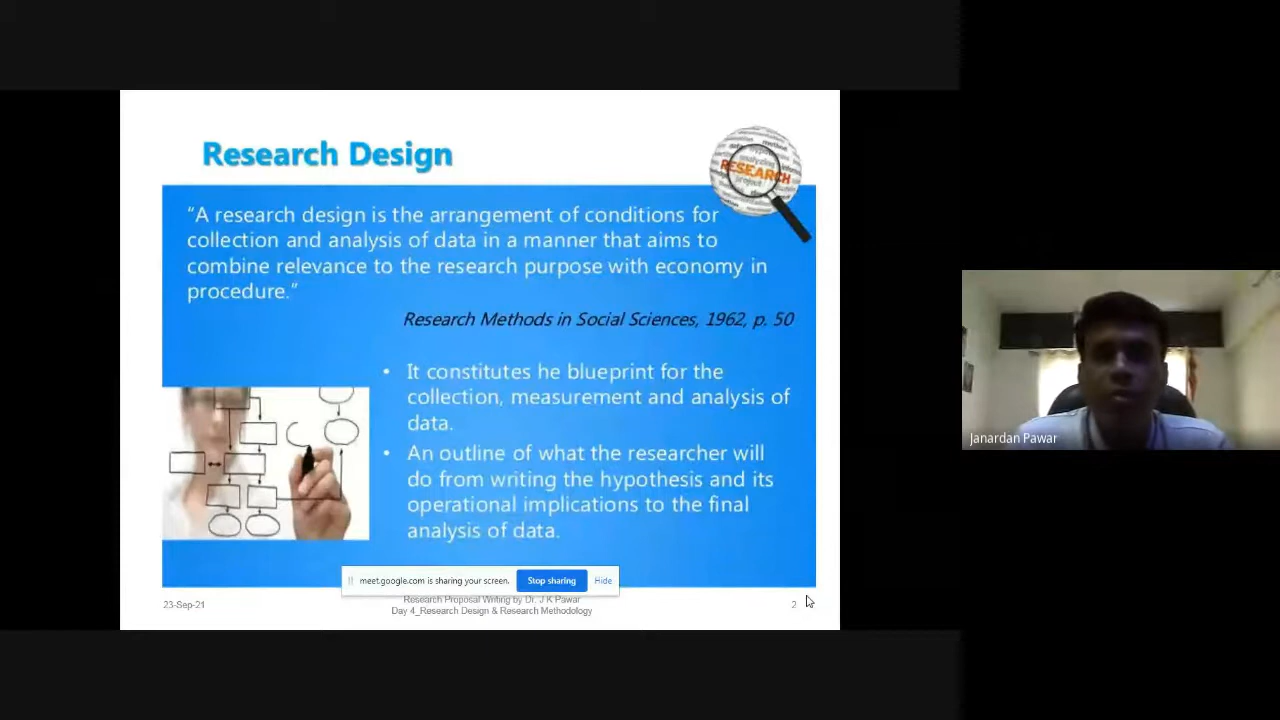 Research Design
RESEARCH
analyzing
project
“A research design is the arrangement of conditions for
collection and analysis of data in a manner that aims to
combine relevance to the research purpose with economy in
procedure.”
Research Methods in Social Sciences, 1962, p. 50
• It constitutes he blueprint for the
collection, measurement and analysis of
data.
• An outline of what the researcher will
do from writing the hypothesis and its
operational implications to the final
analysis of data.
meet.google.com is sharing your screen.
Stop sharing
Hide
23-Sep-21
Research Proposal Writing by Dr. J K Pawar
Day 4_Research Design & Research Methodology
2
Janardan Pawar